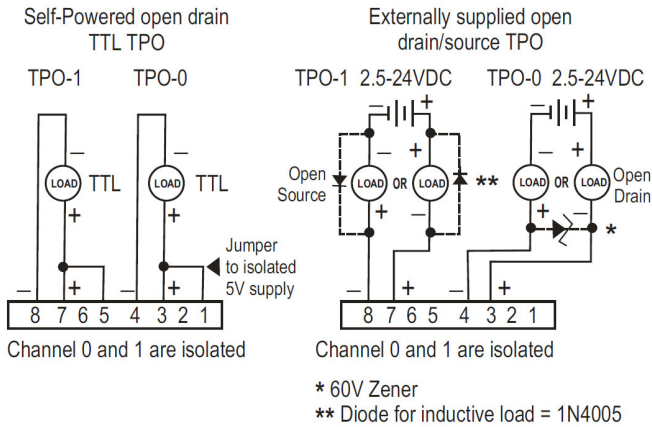 Self-Powered open drain
TTL TPO
TPO-1 TPO-0
–
–
LOAD TTL LOAD TTL
+
+
Jumper
to isolated
5V supply
– + – +
8 7 6 5 4 3 2 1
Channel 0 and 1 are isolated
Externally supplied open
drain/source TPO
TPO-1 2.5-24VDC TPO-0 2.5-24VDC
– + – +
– + – +
Open
Source
LOAD OR LOAD ** LOAD OR LOAD
Open
Drain
+ – + –
*
– + – +
8 7 6 5 4 3 2 1
Channel 0 and 1 are isolated
* 60V Zener
** Diode for inductive load = 1N4005